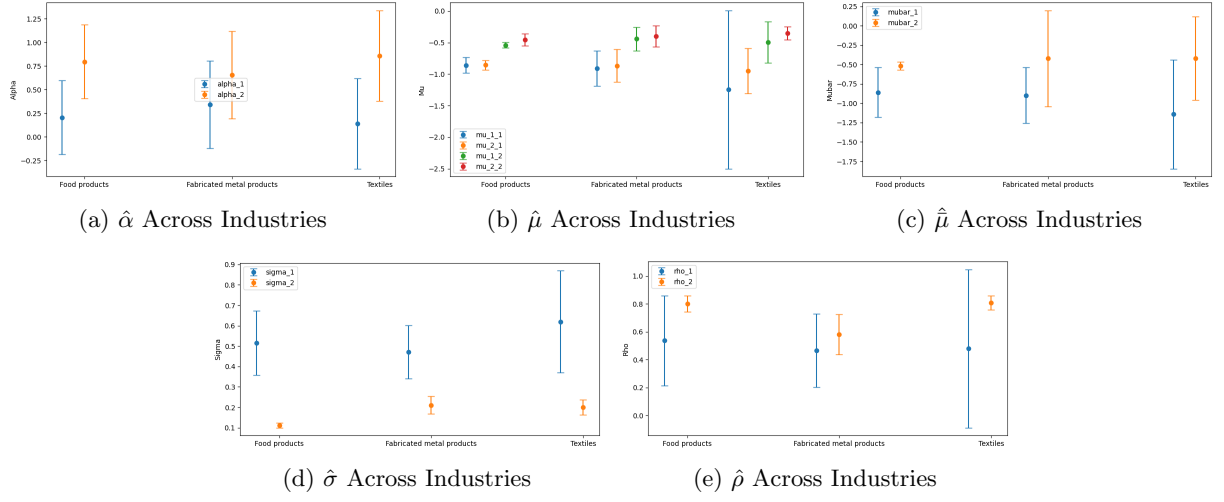 1.25
1.00
0.75
0.50
0.25
0.00
−0.25
Alpha
alpha_1
alpha_2
Food products
Fabricated metal products
Textiles
(a) α̂ Across Industries
0.0
−0.5
−1.0
−1.5
−2.0
−2.5
Mu
mu_1_1
mu_2_1
mu_1_2
mu_2_2
Food products
Fabricated metal products
Textiles
(b) μ̂ Across Industries
0.25
0.00
−0.25
−0.50
−0.75
−1.00
−1.25
−1.50
−1.75
Mubar
mubar_1
mubar_2
Food products
Fabricated metal products
Textiles
(c) μ̄̂ Across Industries
0.9
0.8
0.7
0.6
0.5
0.4
0.3
0.2
0.1
Sigma
sigma_1
sigma_2
Food products
Fabricated metal products
Textiles
(d) σ̂ Across Industries
1.0
0.8
0.6
0.4
0.2
0.0
Rho
rho_1
rho_2
Food products
Fabricated metal products
Textiles
(e) ρ̂ Across Industries